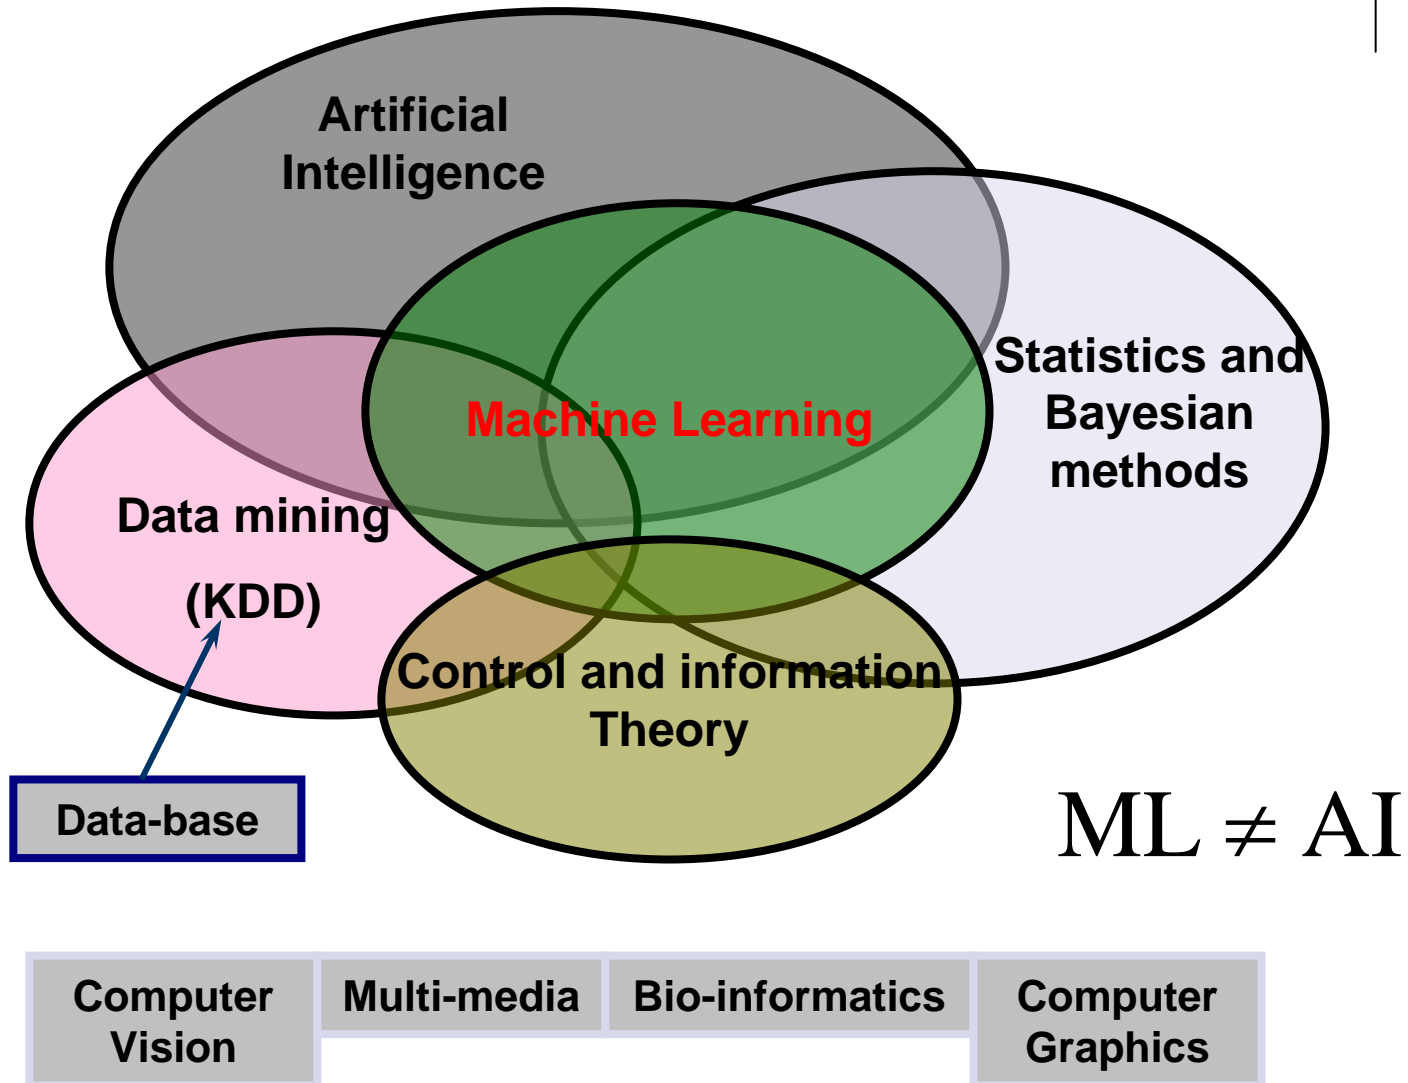 Artificial
Intelligence
Statistics and
Bayesian
methods
Machine Learning
Data mining
(KDD)
Control and information
Theory
Data-base
ML ≠ AI
Computer
Vision
Multi-media
Bio-informatics
Computer
Graphics